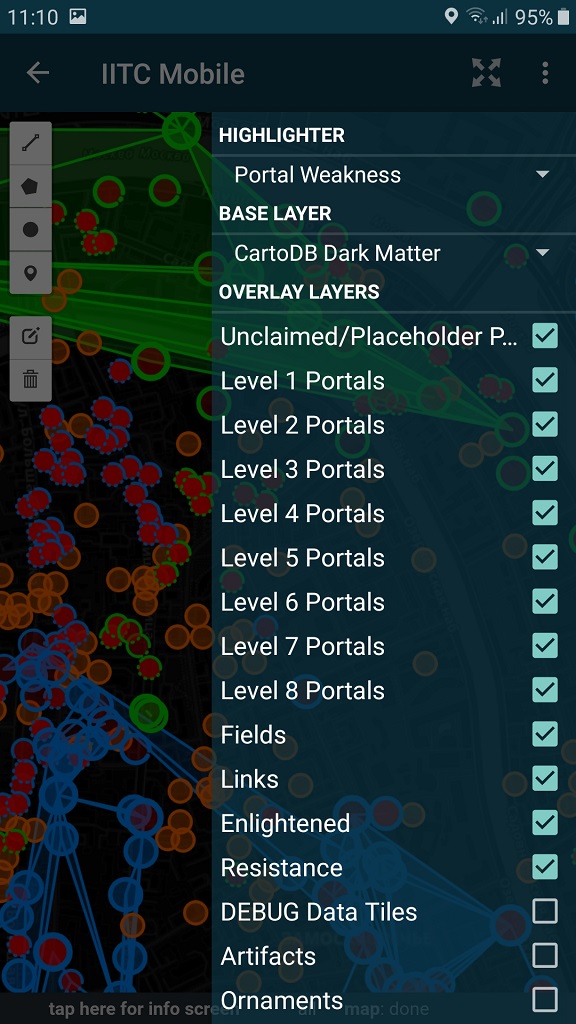 11:10 95%
IITC Mobile
HIGHLIGHTER
Portal Weakness
BASE LAYER
CartoDB Dark Matter
OVERLAY LAYERS
Unclaimed/Placeholder P...
Level 1 Portals
Level 2 Portals
Level 3 Portals
Level 4 Portals
Level 5 Portals
Level 6 Portals
Level 7 Portals
Level 8 Portals
Fields
Links
Enlightened
Resistance
DEBUG Data Tiles
Artifacts
Ornaments
tap here for info screen all map: done